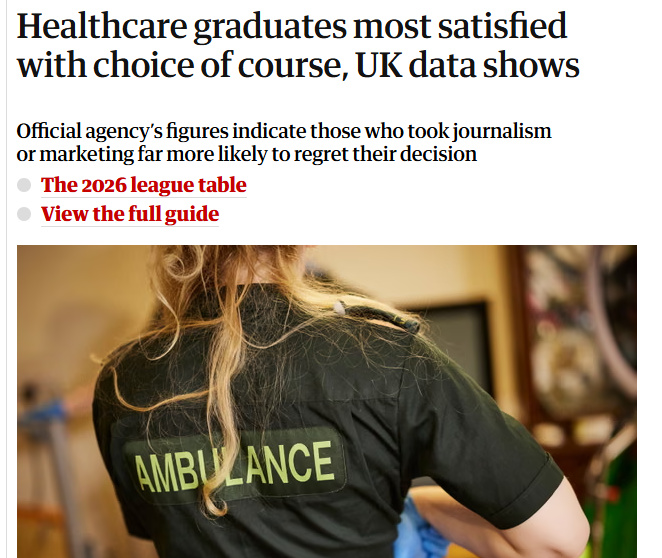 Healthcare graduates most satisfied
with choice of course, UK data shows
Official agency's figures indicate those who took journalism
or marketing far more likely to regret their decision
The 2026 league table
View the full guide
AMBULANCE